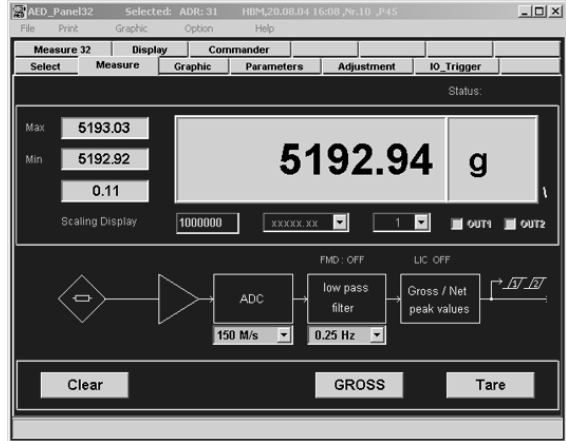 AED_Panel32 Selected: ADR: 31 HBM,20.08.04 16:08 ,Nr.10 ,P45
File Print Graphic Option Help
Measure 32 Display Commander
Select Measure Graphic Parameters Adjustment IO_Trigger
Status:
Max 5193.03
5192.94 g
Min 5192.92
0.11
\
Scaling Display 1000000 xxxxx.xx 1 OUT1 OUT2
FMD : OFF LIC OFF
ADC low pass filter Gross / Net peak values 1 2
150 M/s 0.25 Hz
Clear GROSS Tare